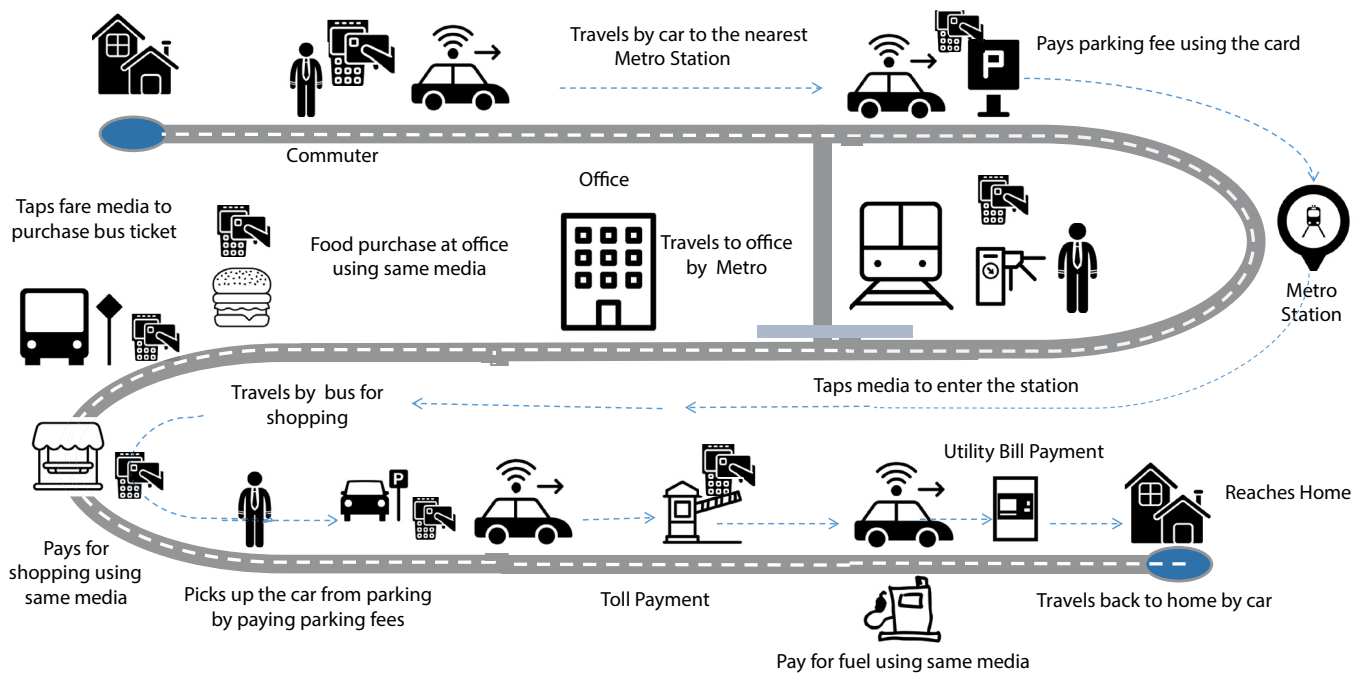 Travels by car to the nearest
Metro Station
Pays parking fee using the card
P
Commuter
Office
Taps fare media to
purchase bus ticket
Food purchase at office
using same media
Travels to office
by Metro
Metro
Station
Taps media to enter the station
Travels by bus for
shopping
Utility Bill Payment
P
Reaches Home
Pays for
shopping using
same media
Picks up the car from parking
by paying parking fees
Toll Payment
Travels back to home by car
Pay for fuel using same media